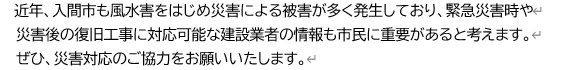 近年、入間市も風水害をはじめ災害による被害が多く発生しており、緊急災害時や↵
災害後の復旧工事に対応可能な建設業者の情報も市民に重要があると考えます。↵
ぜひ、災害対応のご協力をお願いいたします。↵